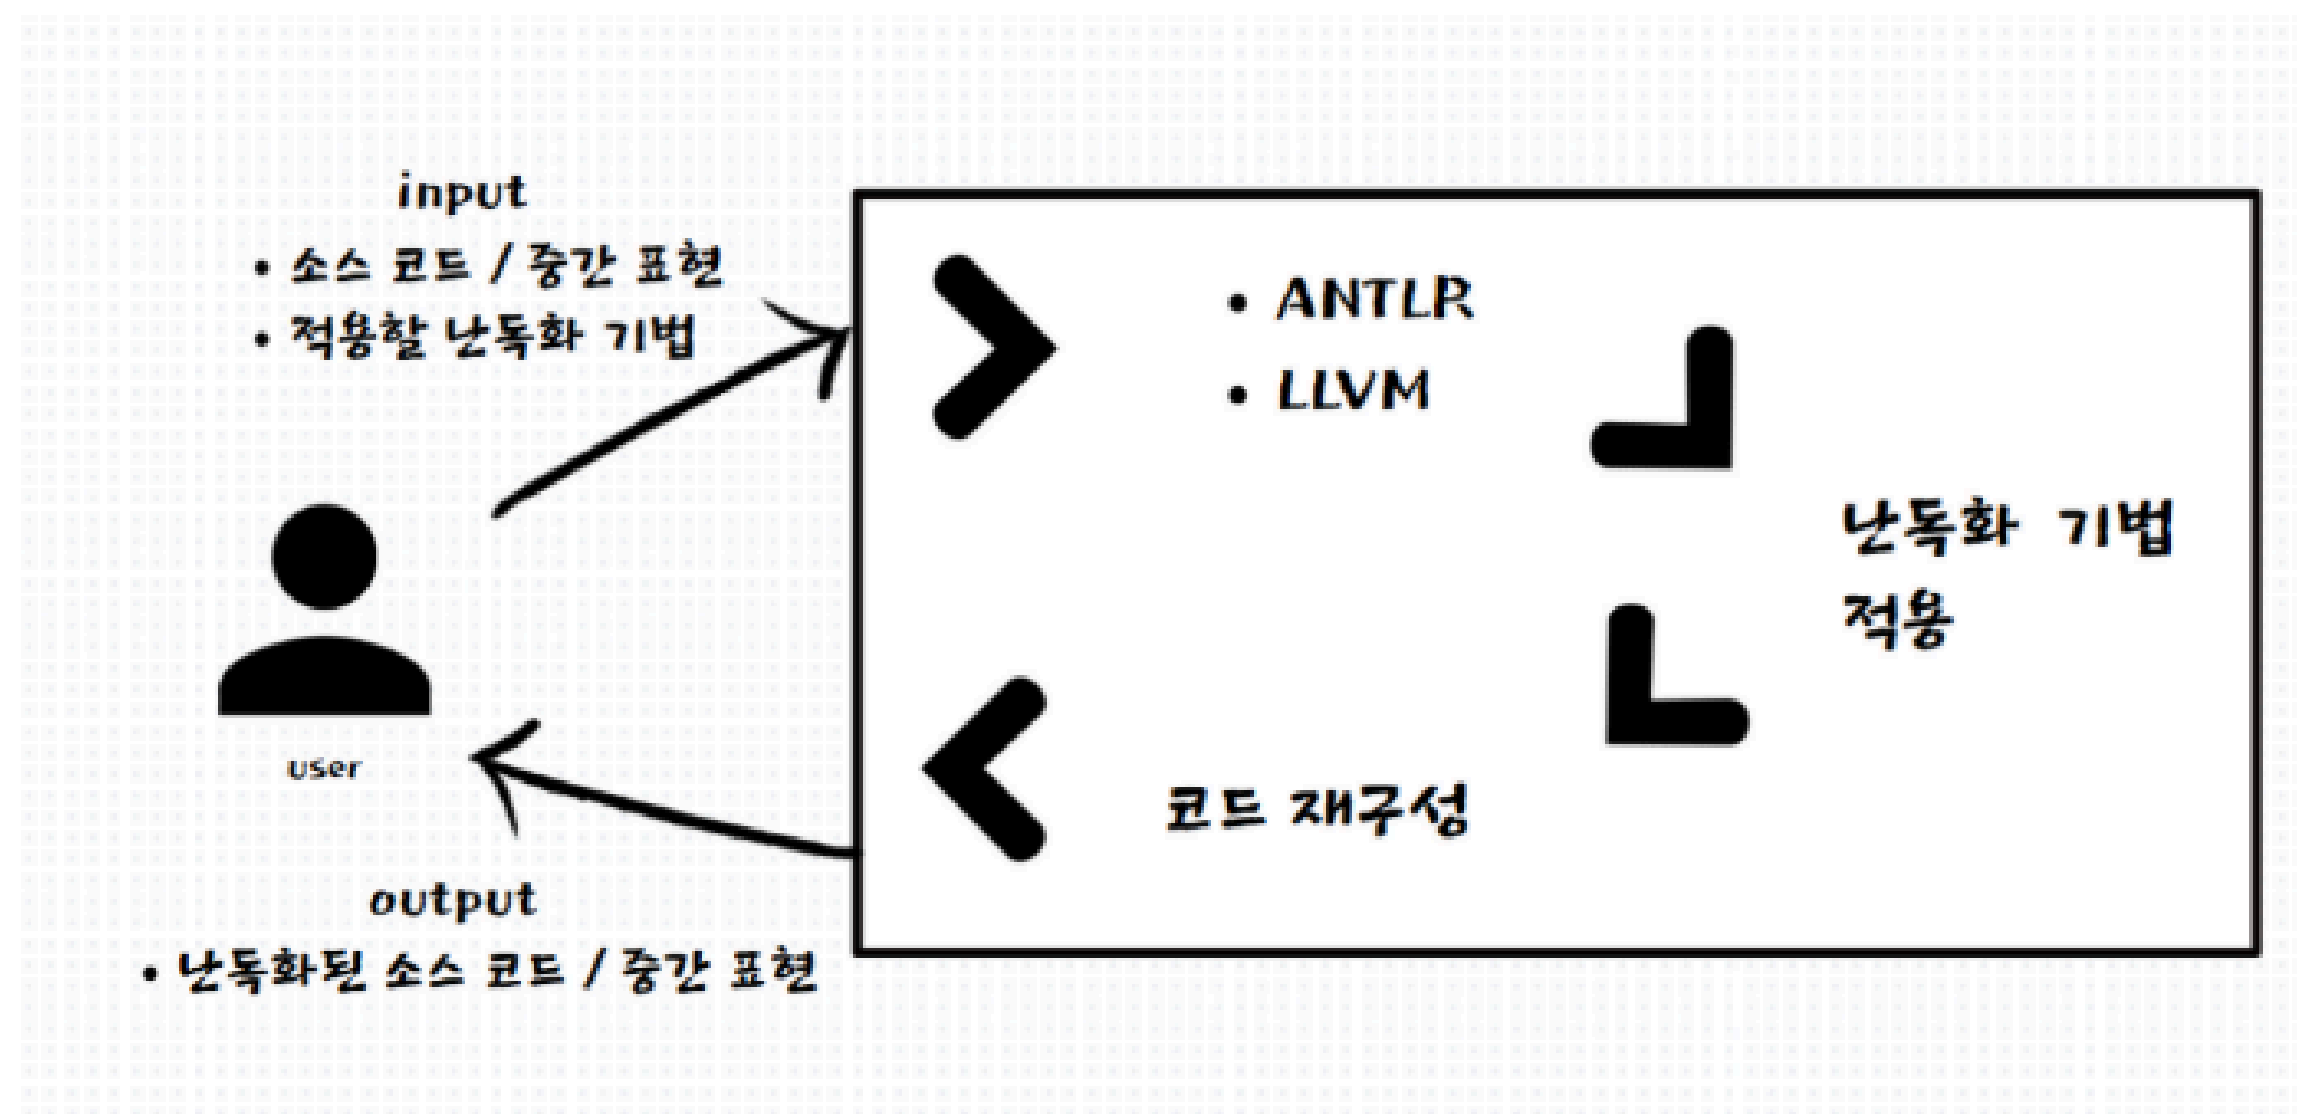 input
• 소스 코드 / 중간 표현
• 적용할 난독화 기법
user
output
• 난독화된 소스 코드 / 중간 표현
• ANTLR
• LLVM
난독화 기법
적용
코드 재구성